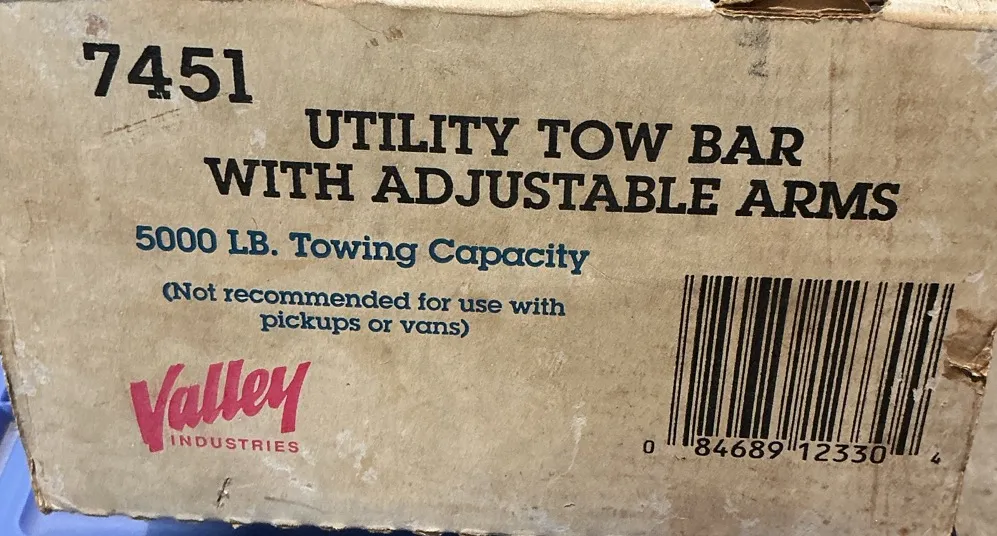 7451
UTILITY TOW BAR
WITH ADJUSTABLE ARMS
5000 LB. Towing Capacity
(Not recommended for use with
pickups or vans)
Valley
INDUSTRIES
0 84689 12330 4